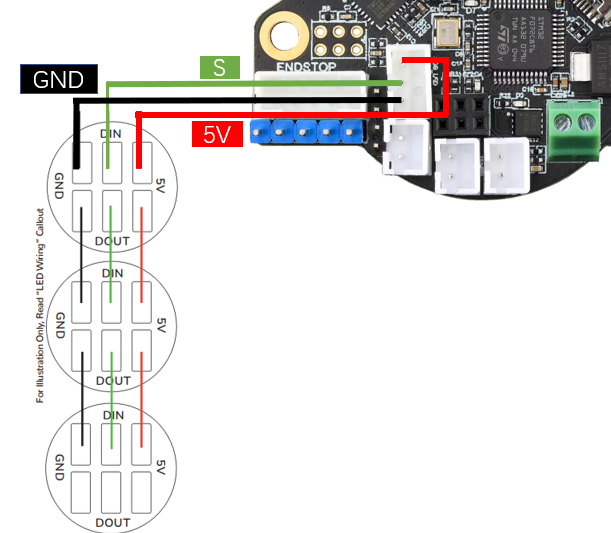 GND
S
5V
ENDSTOP
DIN
GND
5V
DOUT
DIN
GND
5V
DOUT
DIN
GND
5V
DOUT
For Illustration Only, Read "LED Wiring" Callout